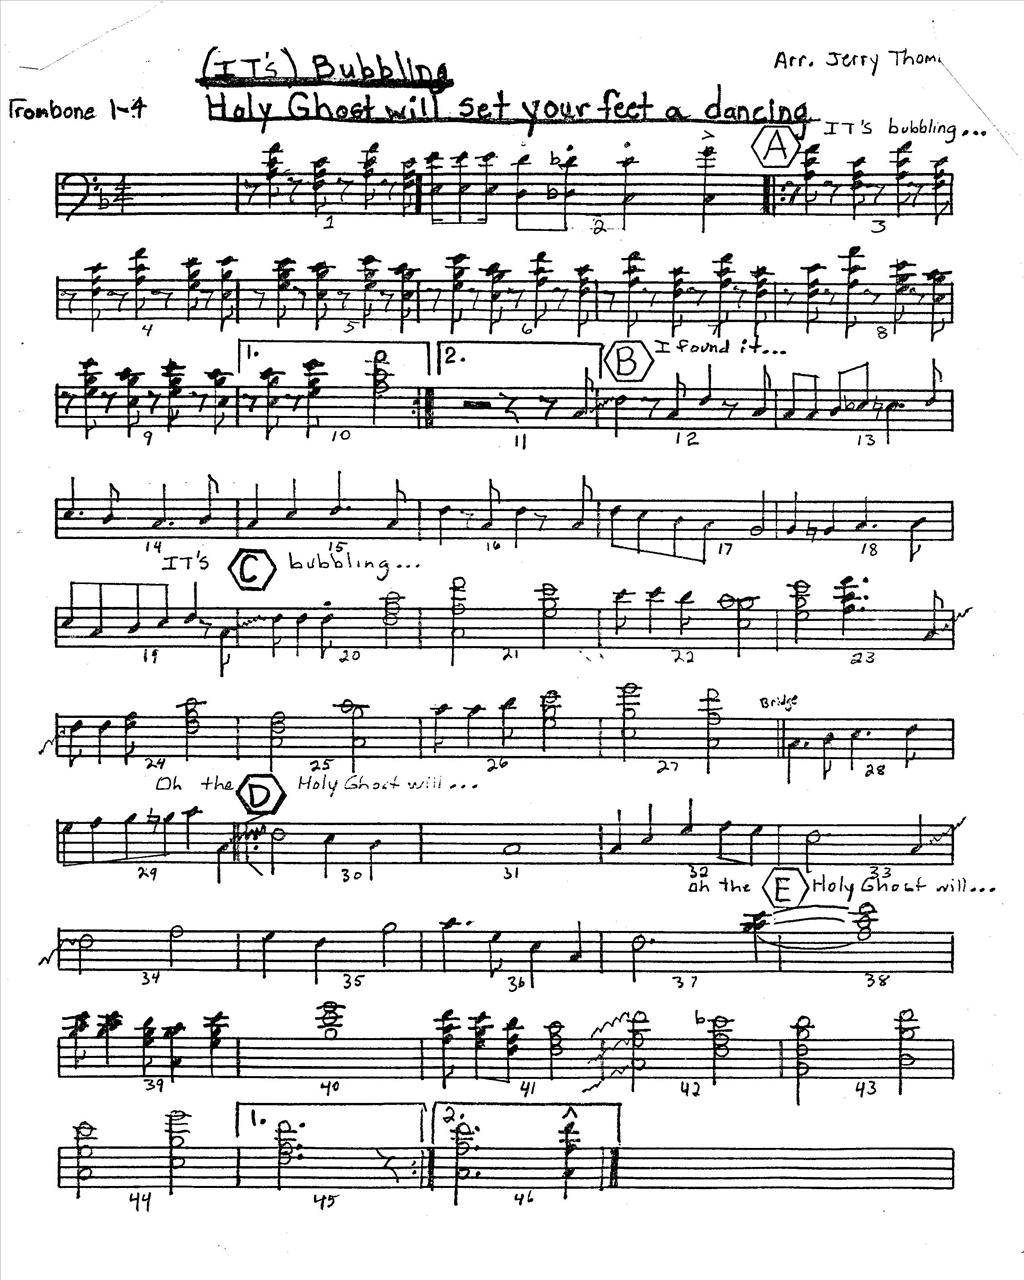 (IT's) Bubbling
Arr. Jerry Thom
Trombone 1-4
Holy Ghost will set your feet a dancing
A IT's bubbling...
1 2 3
4 5 6 7 8
1. 2. B I found it...
9 10 11 12 13
14 15 16 17 18
IT's C bubbling...
19 20 21 22 23
Bridge
24 25 26 27 28
Oh the D Holy Ghost will...
29 30 31 32 33
Oh the E Holy Ghost will...
34 35 36 37 38
39 40 41 42 43
1. 2.
44 45 46